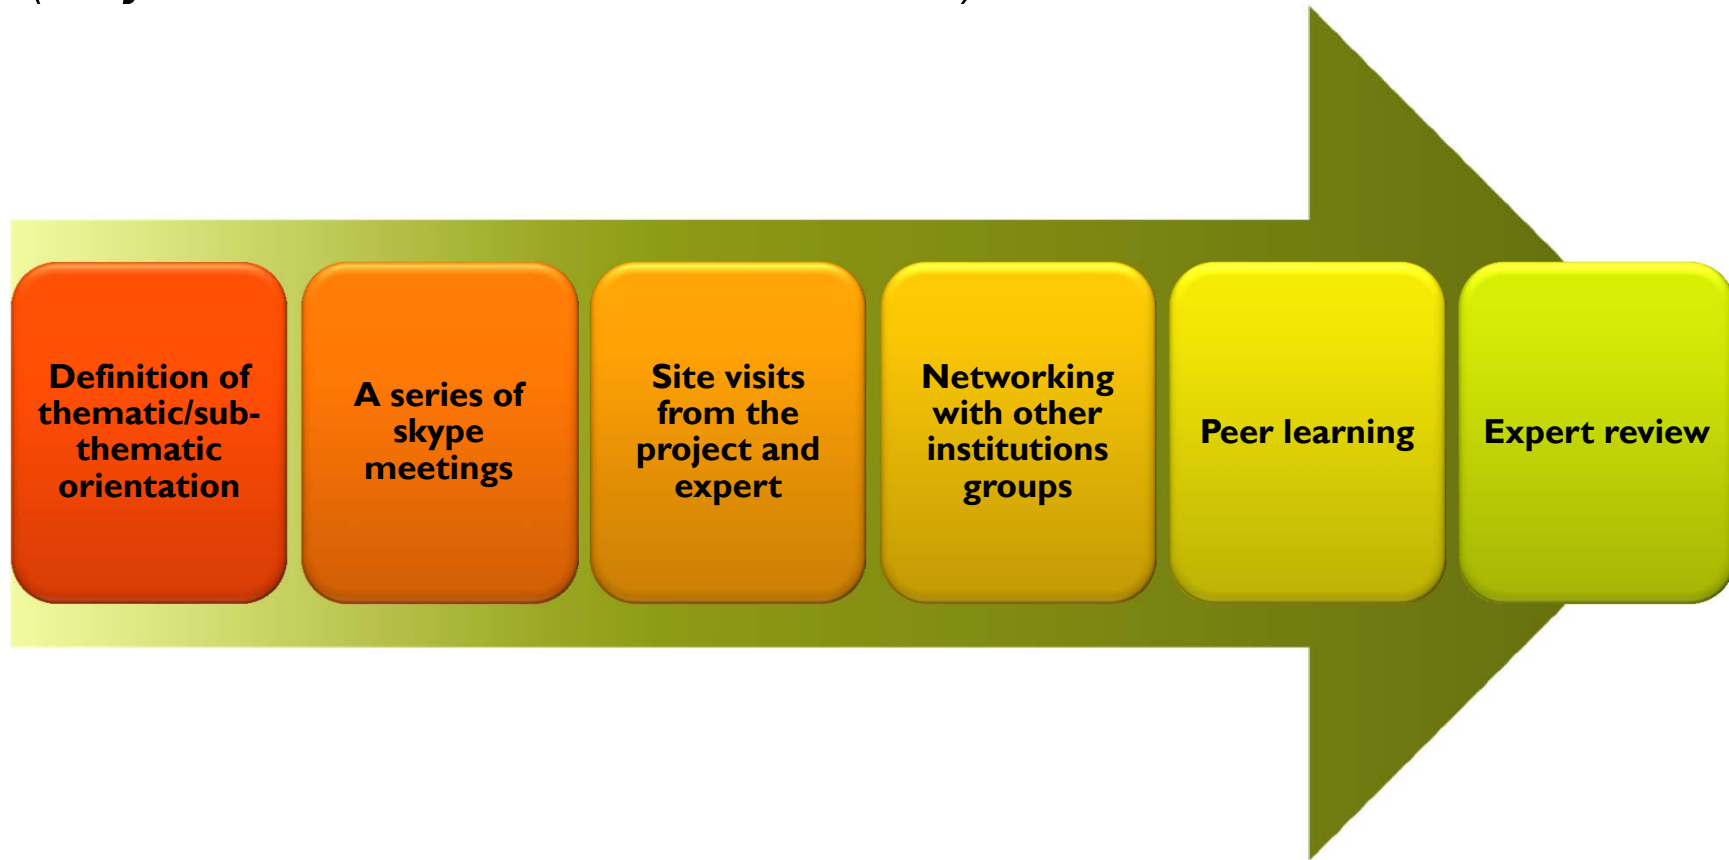 Definition of
thematic/sub-
thematic
orientation
A series of
skype
meetings
Site visits
from the
project and
expert
Networking
with other
institutions
groups
Peer learning
Expert review